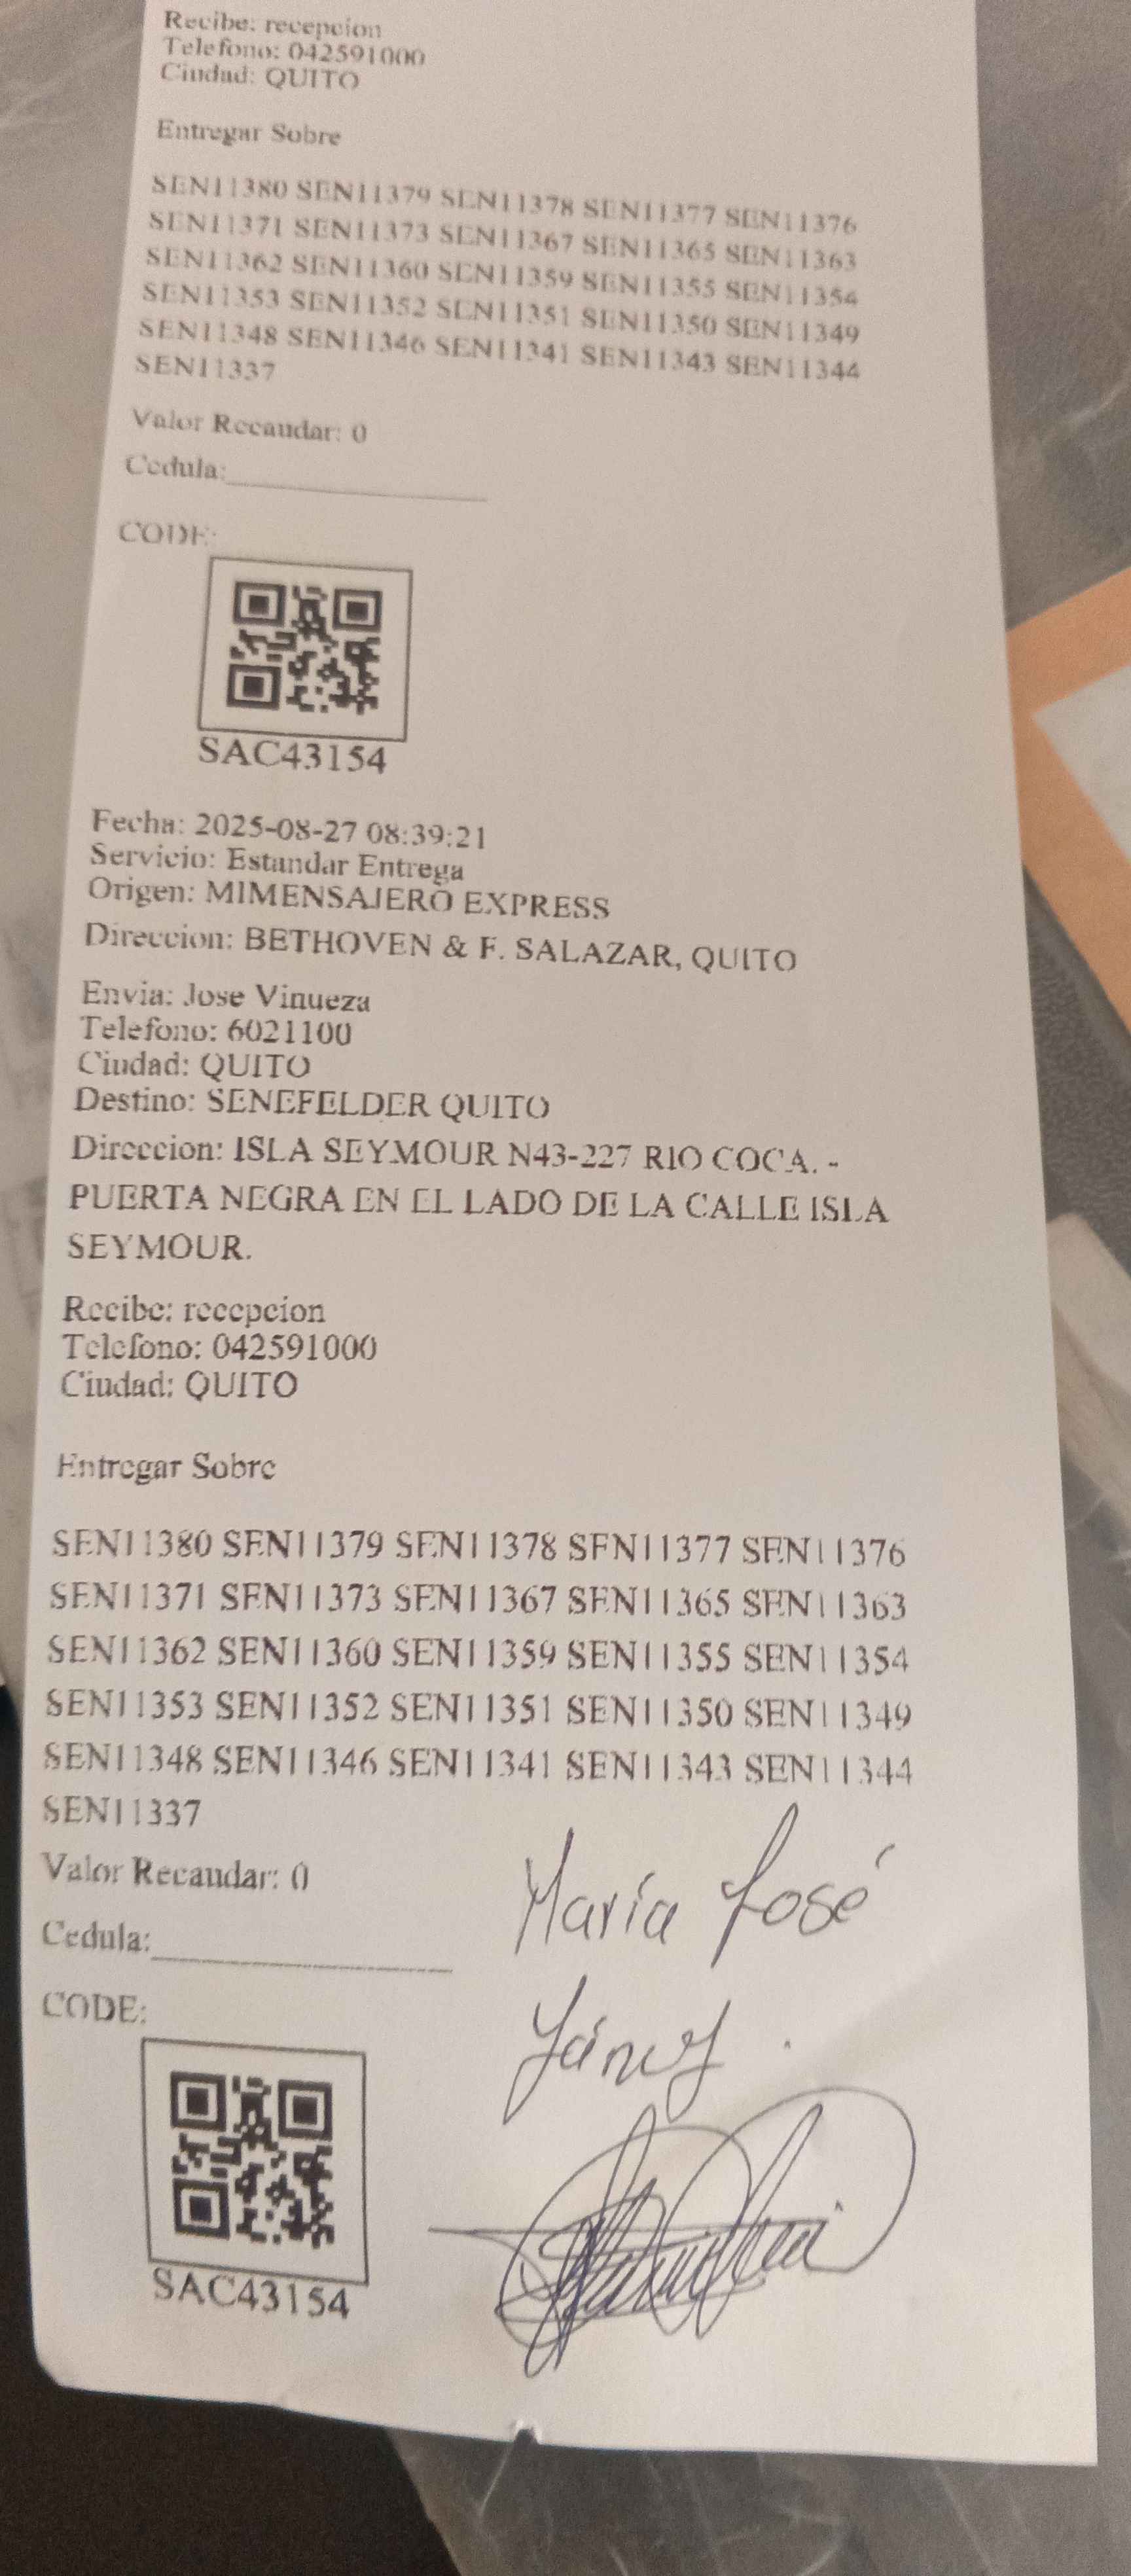 Recibe: recepcion
Telefono: 042591000
Ciudad: QUITO
Entregar Sobre
SEN11380 SEN11379 SEN11378 SEN11377 SEN11376
SEN11371 SEN11373 SEN11367 SEN11365 SEN11363
SEN11362 SEN11360 SEN11359 SEN11355 SEN11354
SEN11353 SEN11352 SEN11351 SEN11350 SEN11349
SEN11348 SEN11346 SEN11341 SEN11343 SEN11344
SEN11337
Valor Recaudar: 0
Cedula:
CODE:
SAC43154
Fecha: 2025-08-27 08:39:21
Servicio: Estandar Entrega
Origen: MIMENSAJERO EXPRESS
Direccion: BETHOVEN & F. SALAZAR, QUITO
Envia: Jose Vinueza
Telefono: 6021100
Ciudad: QUITO
Destino: SENEFELDER QUITO
Direccion: ISLA SEYMOUR N43-227 RIO COCA. -
PUERTA NEGRA EN EL LADO DE LA CALLE ISLA
SEYMOUR.
Recibe: recepcion
Telefono: 042591000
Ciudad: QUITO
Entregar Sobre
SEN11380 SEN11379 SEN11378 SEN11377 SEN11376
SEN11371 SEN11373 SEN11367 SEN11365 SEN11363
SEN11362 SEN11360 SEN11359 SEN11355 SEN11354
SEN11353 SEN11352 SEN11351 SEN11350 SEN11349
SEN11348 SEN11346 SEN11341 SEN11343 SEN11344
SEN11337
Valor Recaudar: 0
Cedula:
María José
Yánez
CODE:
SAC43154